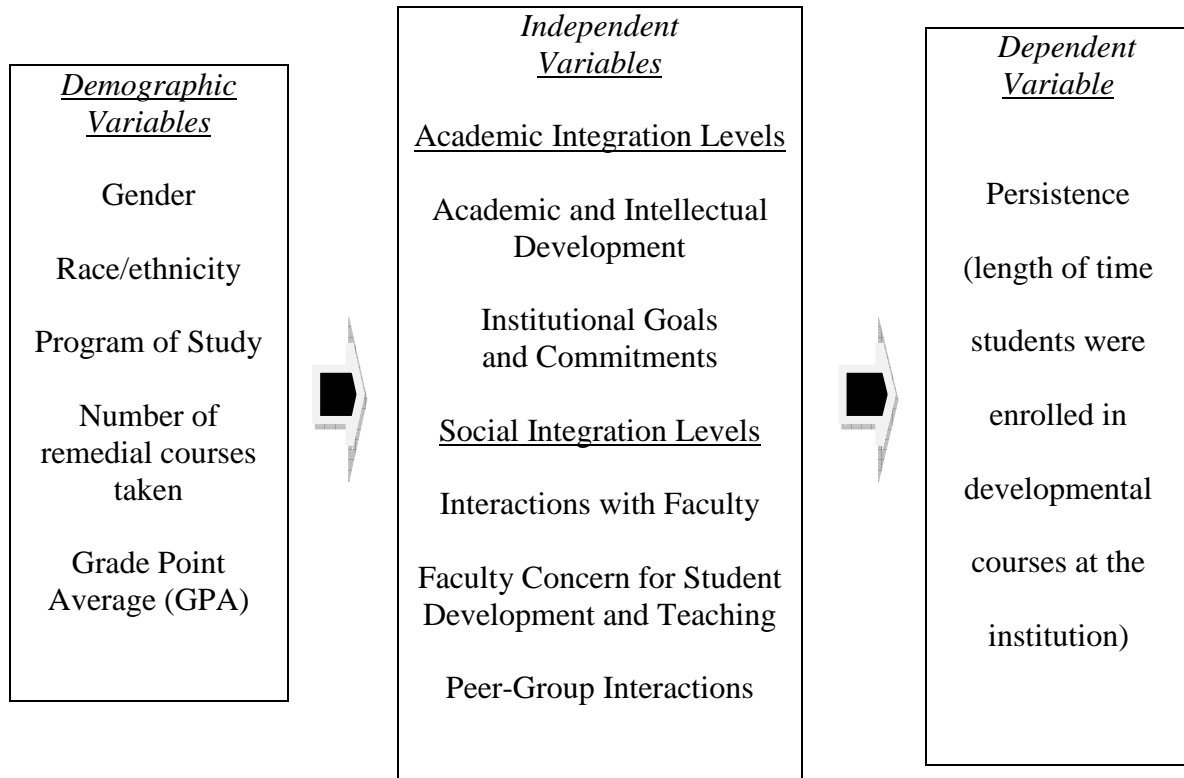 Demographic
Variables
Gender
Race/ethnicity
Program of Study
Number of
remedial courses
taken
Grade Point
Average (GPA)
Independent
Variables
Academic Integration Levels
Academic and Intellectual
Development
Institutional Goals
and Commitments
Social Integration Levels
Interactions with Faculty
Faculty Concern for Student
Development and Teaching
Peer-Group Interactions
Dependent
Variable
Persistence
(length of time
students were
enrolled in
developmental
courses at the
institution)